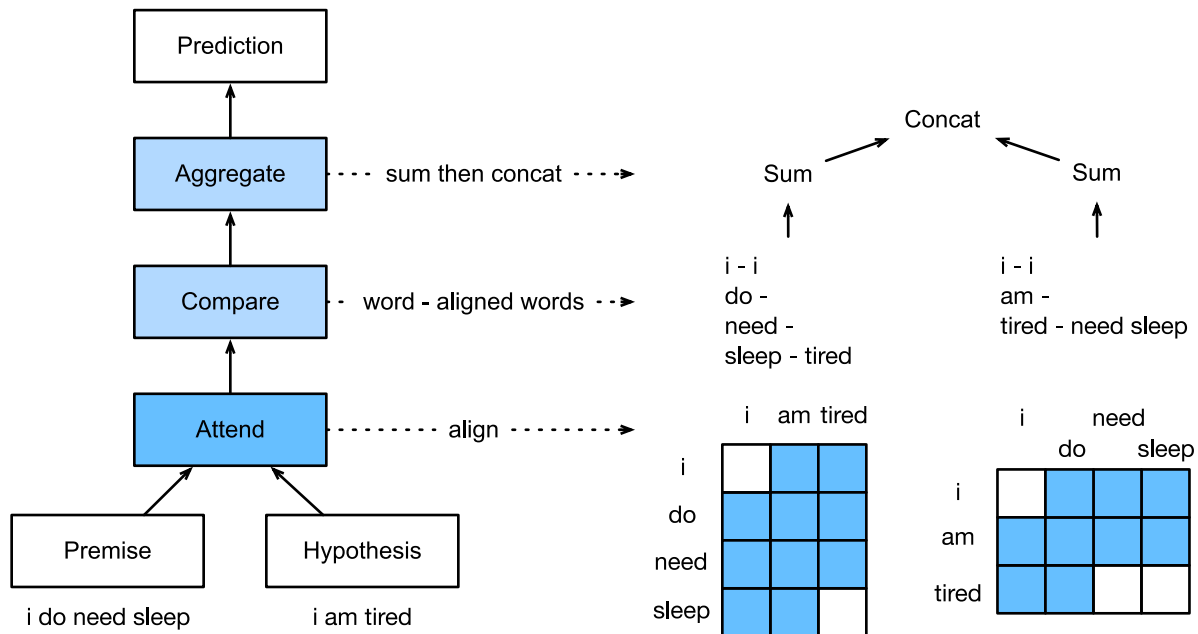 Prediction
Concat
Aggregate
sum then concat
Sum
Sum
i - i
do -
need -
sleep - tired
i - i
am -
tired - need sleep
Compare
word - aligned words
Attend
align
i am tired
i
do
need
sleep
i need
do sleep
i
am
tired
Premise
Hypothesis
i do need sleep
i am tired